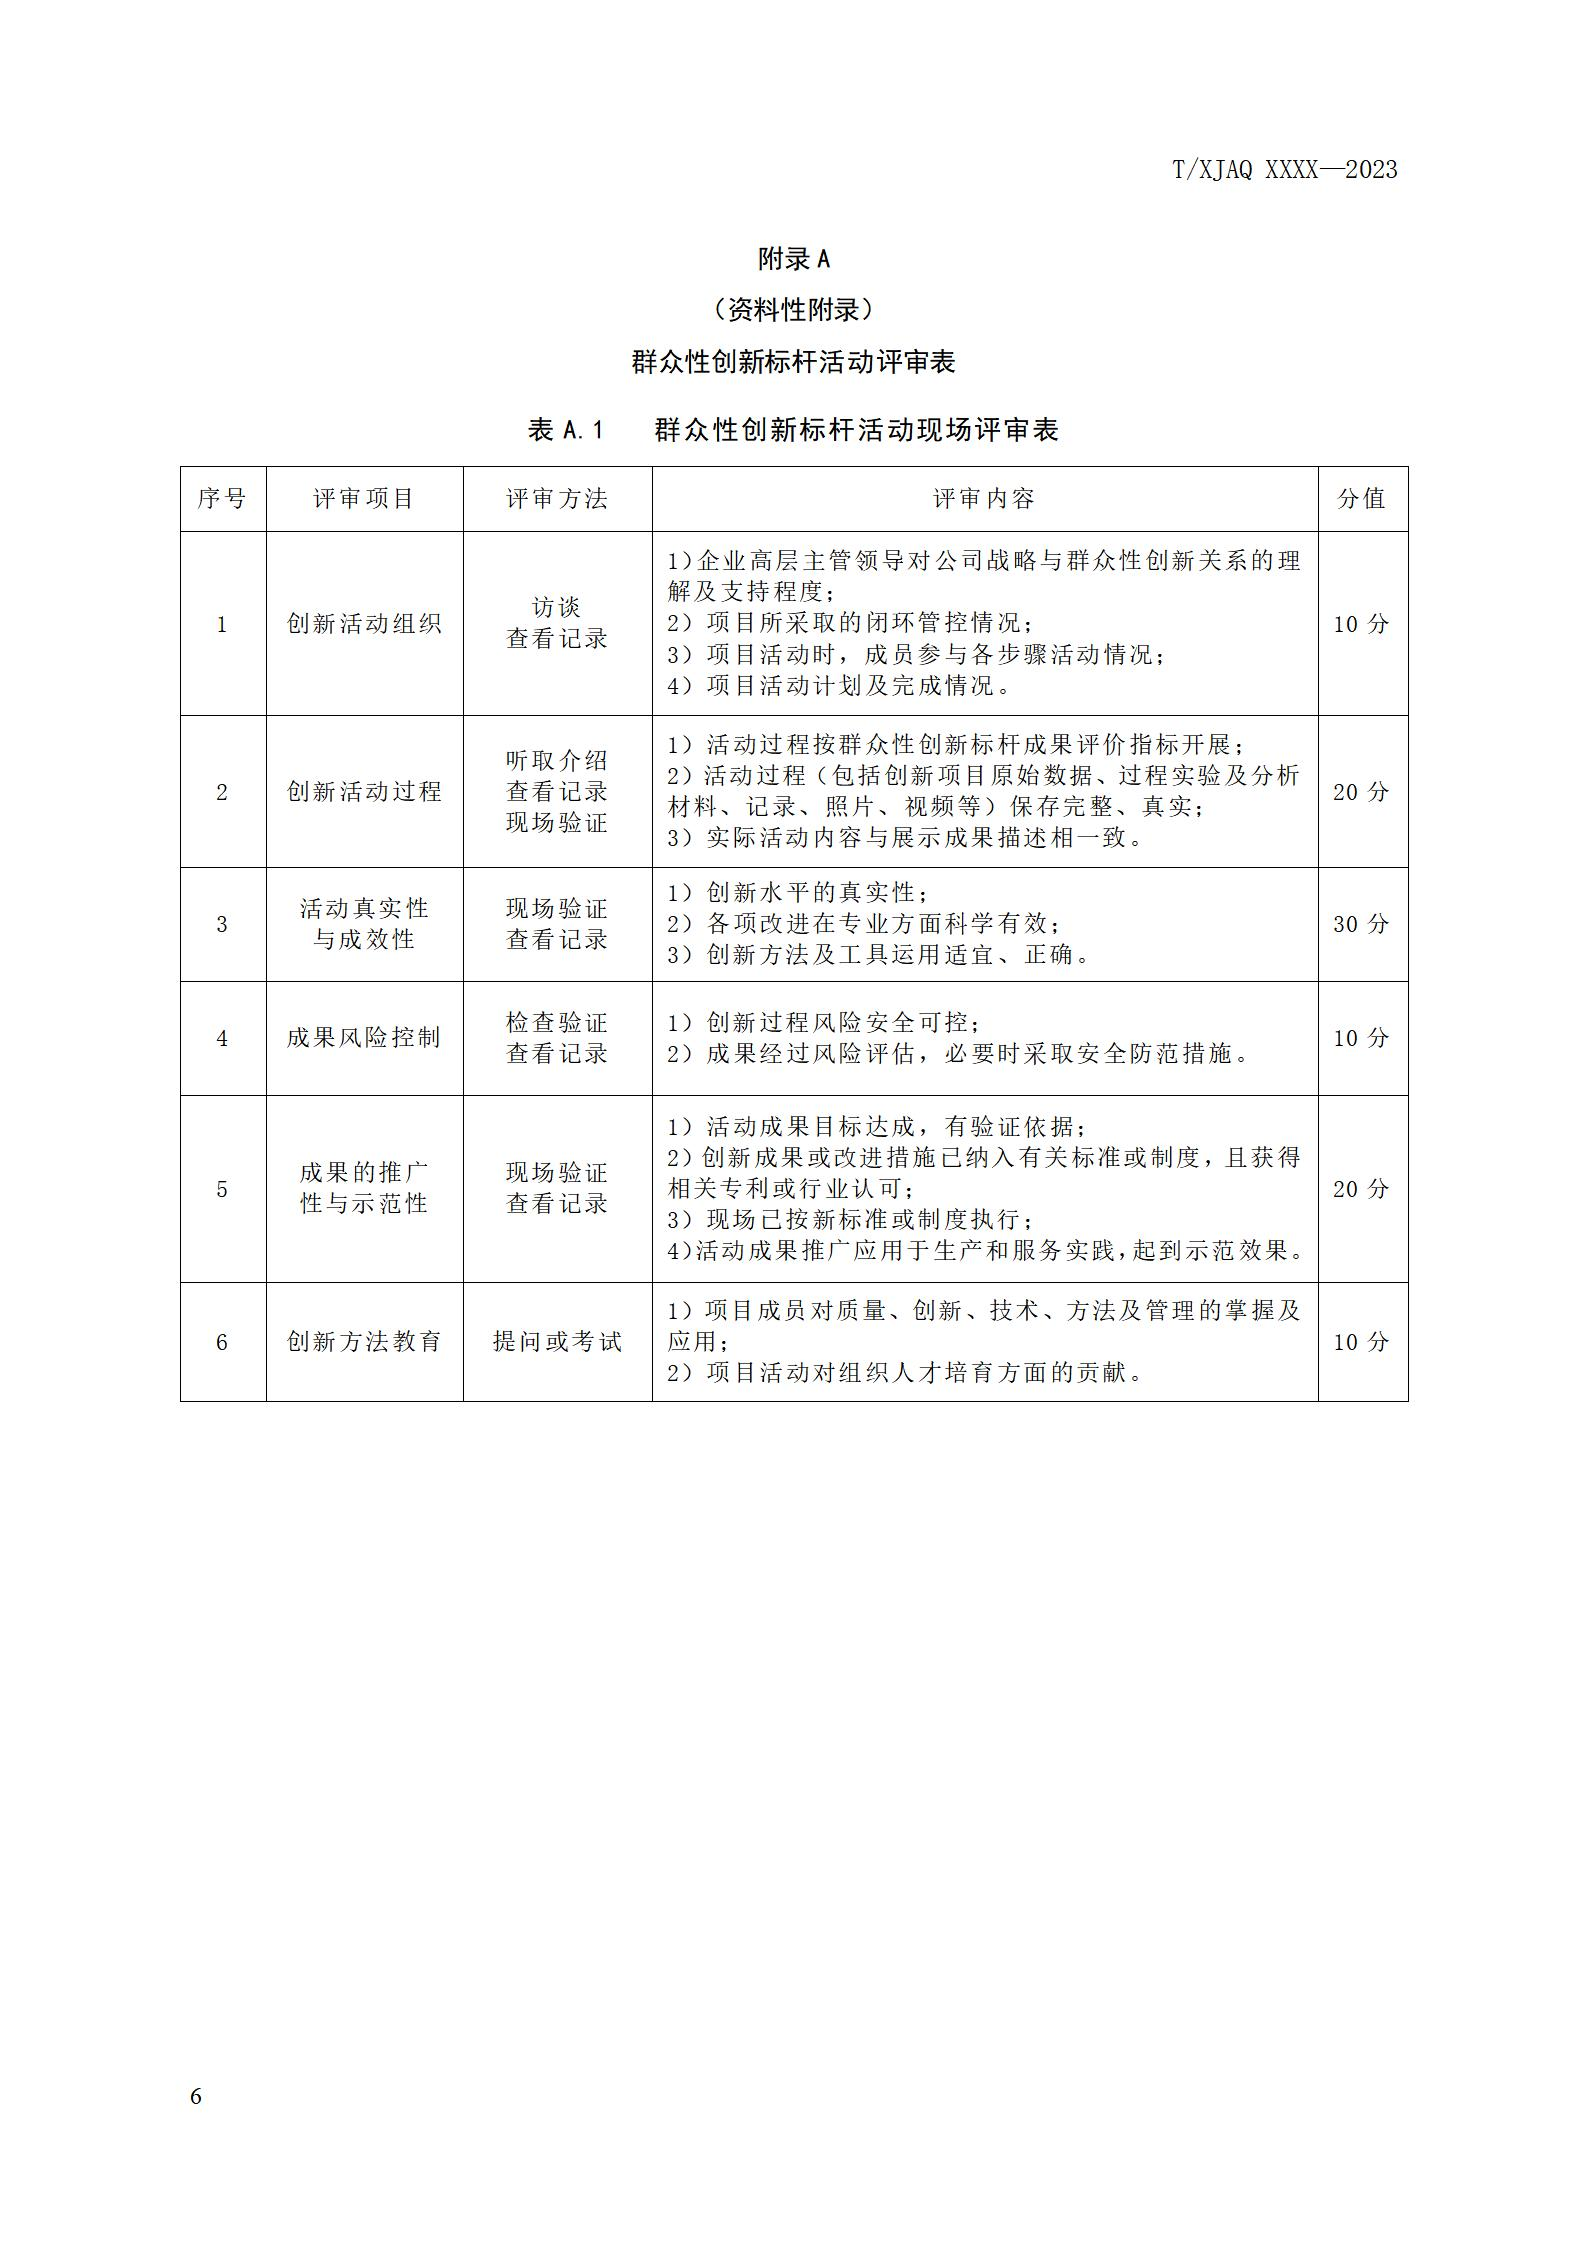 T/XJAQ XXXX—2023
附录 A
（资料性附录）
群众性创新标杆活动评审表
表 A.1　群众性创新标杆活动现场评审表
序号 评审项目 评审方法 评审内容 分值
1 创新活动组织
访谈
查看记录
1）企业高层主管领导对公司战略与群众性创新关系的理
解及支持程度；
2）项目所采取的闭环管控情况；
3）项目活动时，成员参与各步骤活动情况；
4）项目活动计划及完成情况。
10 分
2 创新活动过程
听取介绍
查看记录
现场验证
1）活动过程按群众性创新标杆成果评价指标开展；
2）活动过程（包括创新项目原始数据、过程实验及分析
材料、记录、照片、视频等）保存完整、真实；
3）实际活动内容与展示成果描述相一致。
20 分
3
活动真实性
与成效性
现场验证
查看记录
1）创新水平的真实性；
2）各项改进在专业方面科学有效；
3）创新方法及工具运用适宜、正确。
30 分
4 成果风险控制
检查验证
查看记录
1）创新过程风险安全可控；
2）成果经过风险评估，必要时采取安全防范措施。
10 分
5
成果的推广
性与示范性
现场验证
查看记录
1）活动成果目标达成，有验证依据；
2）创新成果或改进措施已纳入有关标准或制度，且获得
相关专利或行业认可；
3）现场已按新标准或制度执行；
4）活动成果推广应用于生产和服务实践，起到示范效果。
20 分
6 创新方法教育 提问或考试
1）项目成员对质量、创新、技术、方法及管理的掌握及
应用；
2）项目活动对组织人才培育方面的贡献。
10 分
6